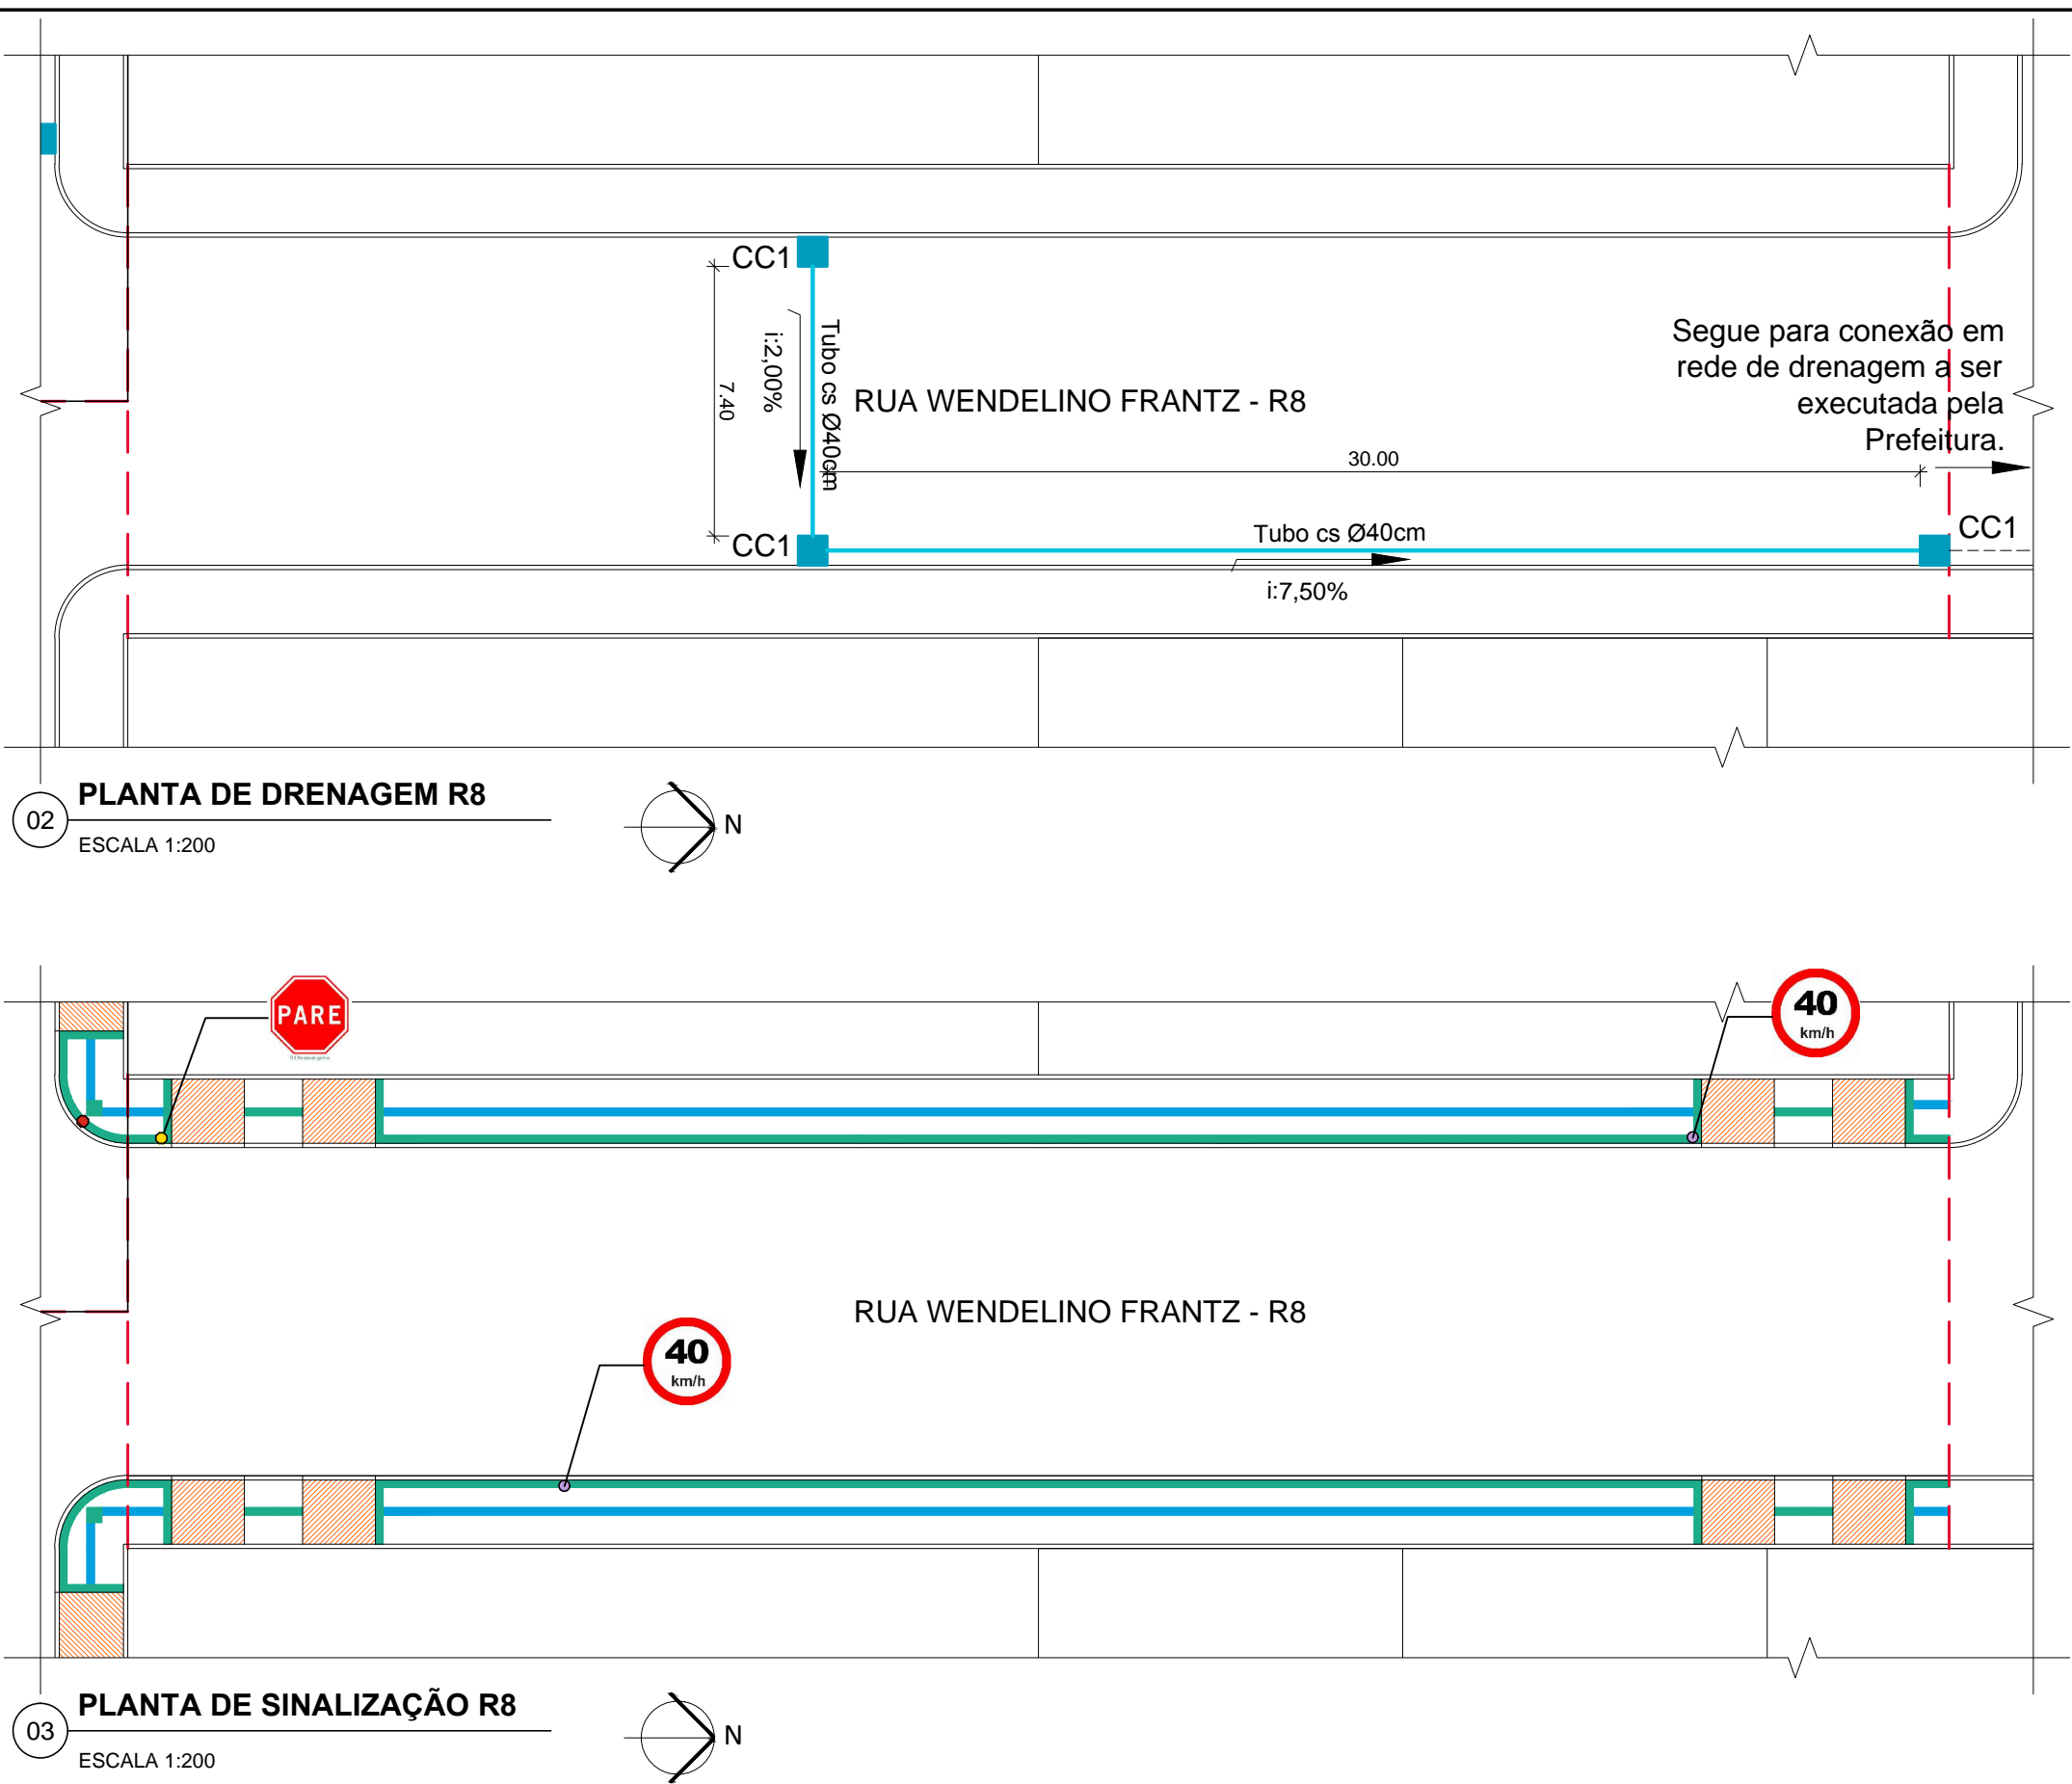 CC1
Segue para conexão em
rede de drenagem a ser
executada pela
Prefeitura.
Tubo cs Ø40cm
i:2,00%
7.40
RUA WENDELINO FRANTZ - R8
30.00
CC1
Tubo cs Ø40cm
CC1
i:7,50%
02
PLANTA DE DRENAGEM R8
ESCALA 1:200
N
PARE
40
km/h
RUA WENDELINO FRANTZ - R8
40
km/h
03
PLANTA DE SINALIZAÇÃO R8
ESCALA 1:200
N